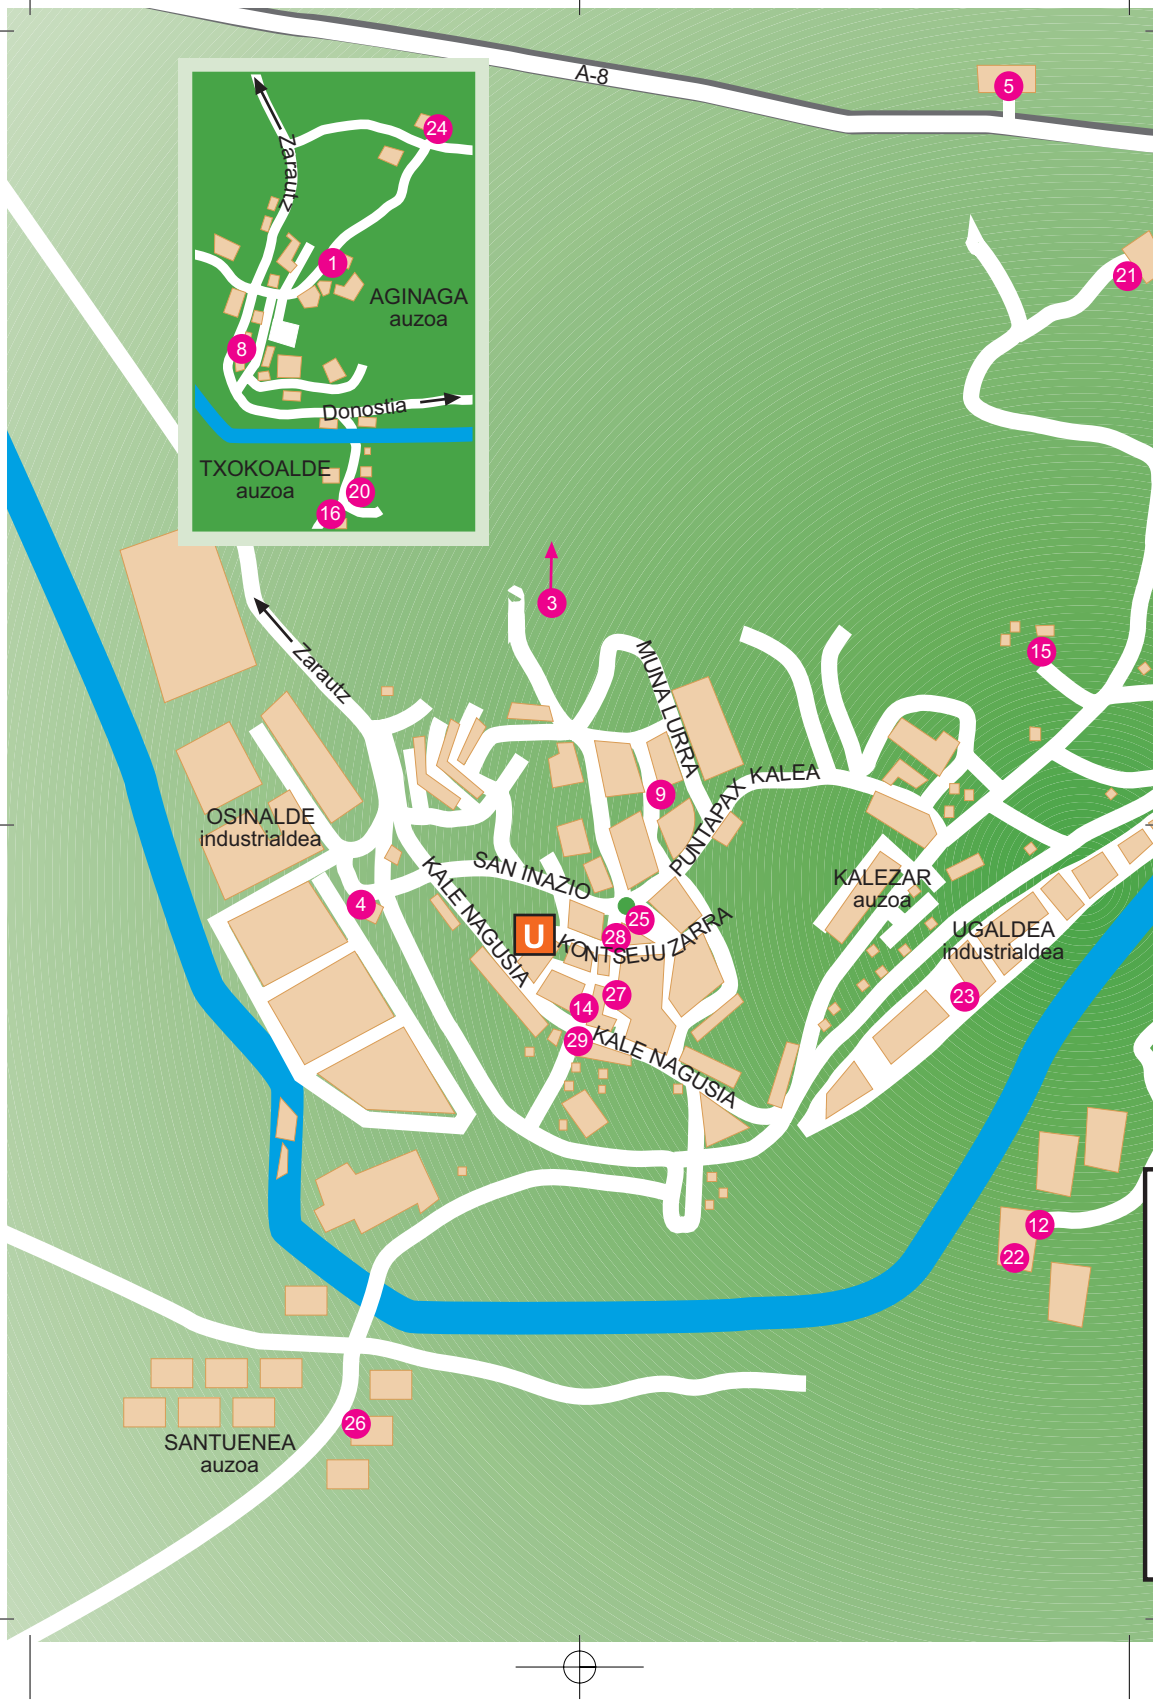 A-8
5
24
Zarautz
21
1
AGINAGA
auzoa
8
Donostia
TXOKOALDE
auzoa
20
16
3
Zarautz
MUNA LURRA
15
PUNTAPAX KALEA
9
OSINALDE
industrialdea
SAN INAZIO
KALE NAGUSIA
KALEZAR
auzoa
4
25
28
U
KONTSEJU ZARRA
UGALDEA
industrialdea
27
23
14
29
KALE NAGUSIA
12
22
26
SANTUENEA
auzoa